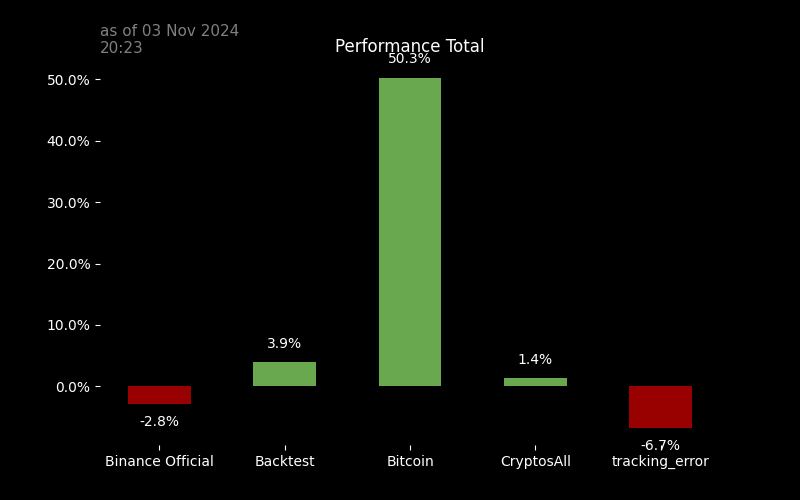 as of 03 Nov 2024
20:23
Performance Total
50.3%
50.0%
40.0%
30.0%
20.0%
10.0%
0.0%
3.9%
1.4%
-2.8%
-6.7%
Binance Official
Backtest
Bitcoin
CryptosAll
tracking_error